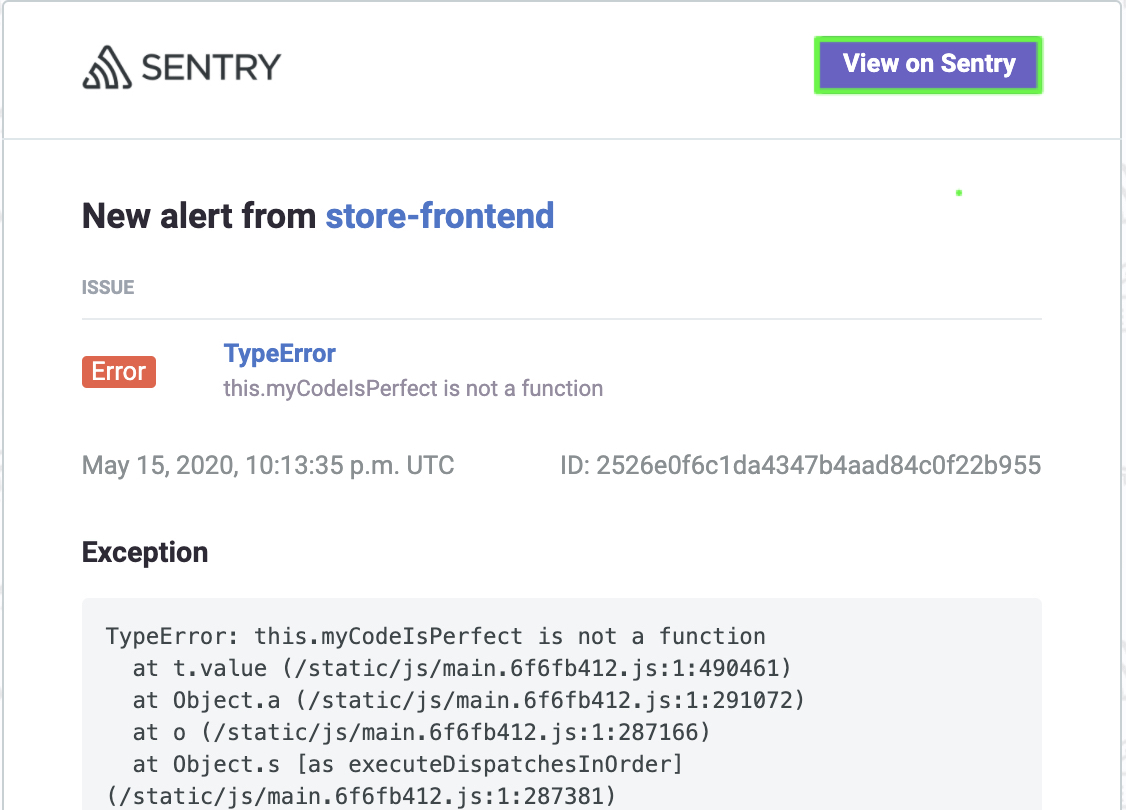 SENTRY
View on Sentry
New alert from store-frontend
ISSUE
Error
TypeError
this.myCodeIsPerfect is not a function
May 15, 2020, 10:13:35 p.m. UTC
ID: 2526e0f6c1da4347b4aad84c0f22b955
Exception
TypeError: this.myCodeIsPerfect is not a function
at t.value (/static/js/main.6f6fb412.js:1:490461)
at Object.a (/static/js/main.6f6fb412.js:1:291072)
at o (/static/js/main.6f6fb412.js:1:287166)
at Object.s [as executeDispatchesInOrder]
(/static/js/main.6f6fb412.js:1:287381)